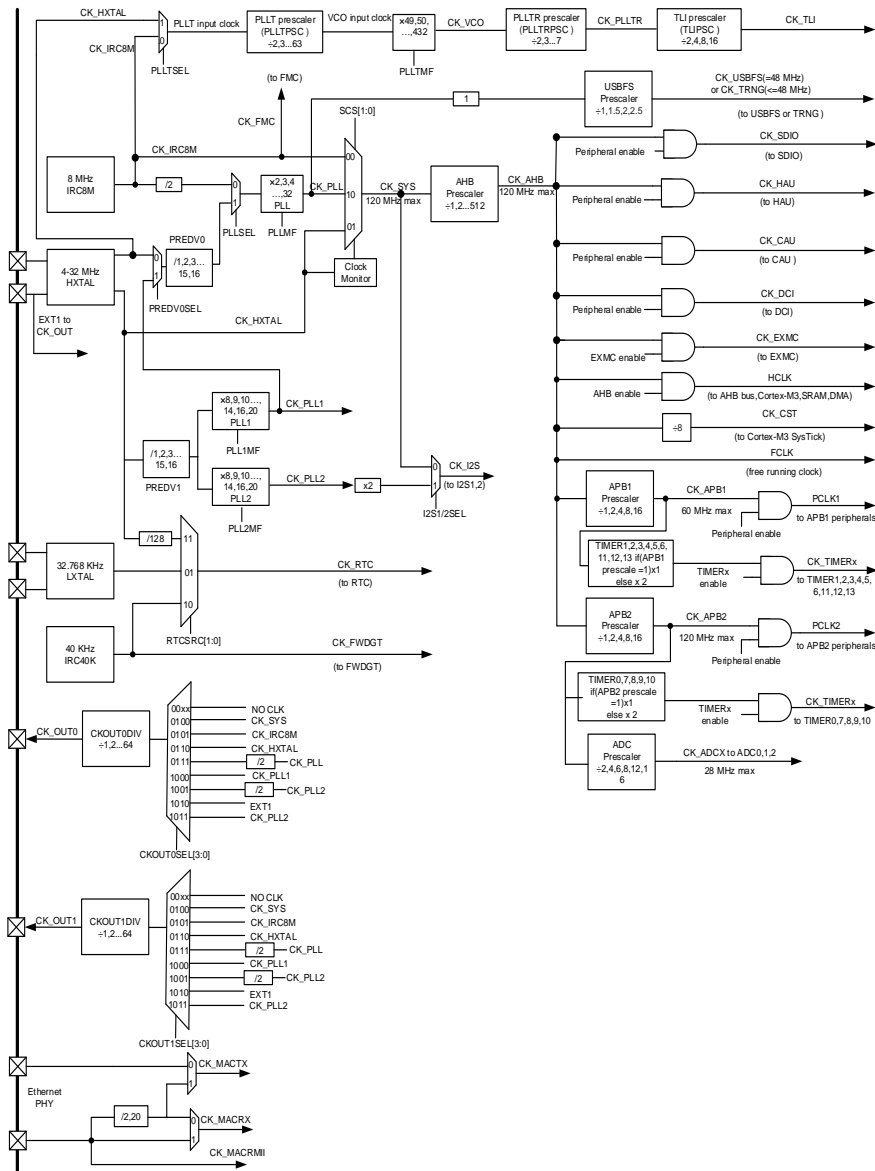 CK_HXTAL
CK_IRC8M
1
0
PLLTSEL
PLLT input clock
PLLT prescaler
(PLLTPSC )
÷2,3...63
VCO input clock
×49,50,
...,432
PLLTMF
CK_VCO
PLLTR prescaler
(PLLTRPSC )
÷2,3...7
CK_PLLTR
TLI prescaler
(TLIPSC )
÷2,4,8,16
CK_TLI
(to FMC)
CK_FMC
SCS[1:0]
1
USBFS
Prescaler
÷1,1.5,2,2.5
CK_USBFS(=48 MHz)
or CK_TRNG(<=48 MHz)
(to USBFS or TRNG )
8 MHz
IRC8M
CK_IRC8M
/2
0
1
PLLSEL
×2,3,4
...,32
PLL
PLLMF
CK_PLL
00
10
01
CK_SYS
120 MHz max
AHB
Prescaler
÷1,2...512
CK_AHB
120 MHz max
Clock
Monitor
4-32 MHz
HXTAL
EXT1 to
CK_OUT
0
1
PREDV0SEL
PREDV0
/1,2,3...
15,16
CK_HXTAL
Peripheral enable
CK_SDIO
(to SDIO)
Peripheral enable
CK_HAU
(to HAU)
Peripheral enable
CK_CAU
(to CAU )
Peripheral enable
CK_DCI
(to DCI)
EXMC enable
CK_EXMC
(to EXMC)
AHB enable
HCLK
(to AHB bus,Cortex-M3,SRAM,DMA)
÷8
CK_CST
(to Cortex-M3 SysTick)
FCLK
(free running clock)
/1,2,3...
15,16
PREDV1
×8,9,10...,
14,16,20
PLL1
PLL1MF
CK_PLL1
×8,9,10...,
14,16,20
PLL2
PLL2MF
CK_PLL2
x2
0
1
I2S1/2SEL
CK_I2S
(to I2S1,2)
APB1
Prescaler
÷1,2,4,8,16
CK_APB1
60 MHz max
Peripheral enable
PCLK1
to APB1 peripherals
TIMER1,2,3,4,5,6,
11,12,13 if(APB1
prescale =1)x1
else x 2
TIMERx
enable
CK_TIMERx
to TIMER1,2,3,4,5,
6,11,12,13
APB2
Prescaler
÷1,2,4,8,16
CK_APB2
120 MHz max
Peripheral enable
PCLK2
to APB2 peripherals
TIMER0,7,8,9,10
if(APB2 prescale
=1)x1
else x 2
TIMERx
enable
CK_TIMERx
to TIMER0,7,8,9,10
ADC
Prescaler
÷2,4,6,8,12,1
6
CK_ADCX to ADC0,1,2
28 MHz max
32.768 KHz
LXTAL
/128
11
01
10
RTCSRC[1:0]
CK_RTC
(to RTC)
40 KHz
IRC40K
CK_FWDGT
(to FWDGT)
CK_OUT0
CKOUT0DIV
÷1,2...64
00xx NO CLK
0100 CK_SYS
0101 CK_IRC8M
0110 CK_HXTAL
0111 /2 CK_PLL
1000 CK_PLL1
1001 /2 CK_PLL2
1010 EXT1
1011 CK_PLL2
CKOUT0SEL[3:0]
CK_OUT1
CKOUT1DIV
÷1,2...64
00xx NO CLK
0100 CK_SYS
0101 CK_IRC8M
0110 CK_HXTAL
0111 /2 CK_PLL
1000 CK_PLL1
1001 /2 CK_PLL2
1010 EXT1
1011 CK_PLL2
CKOUT1SEL[3:0]
Ethernet
PHY
0
1
CK_MACTX
/2,20
0
1
CK_MACRX
CK_MACRMII